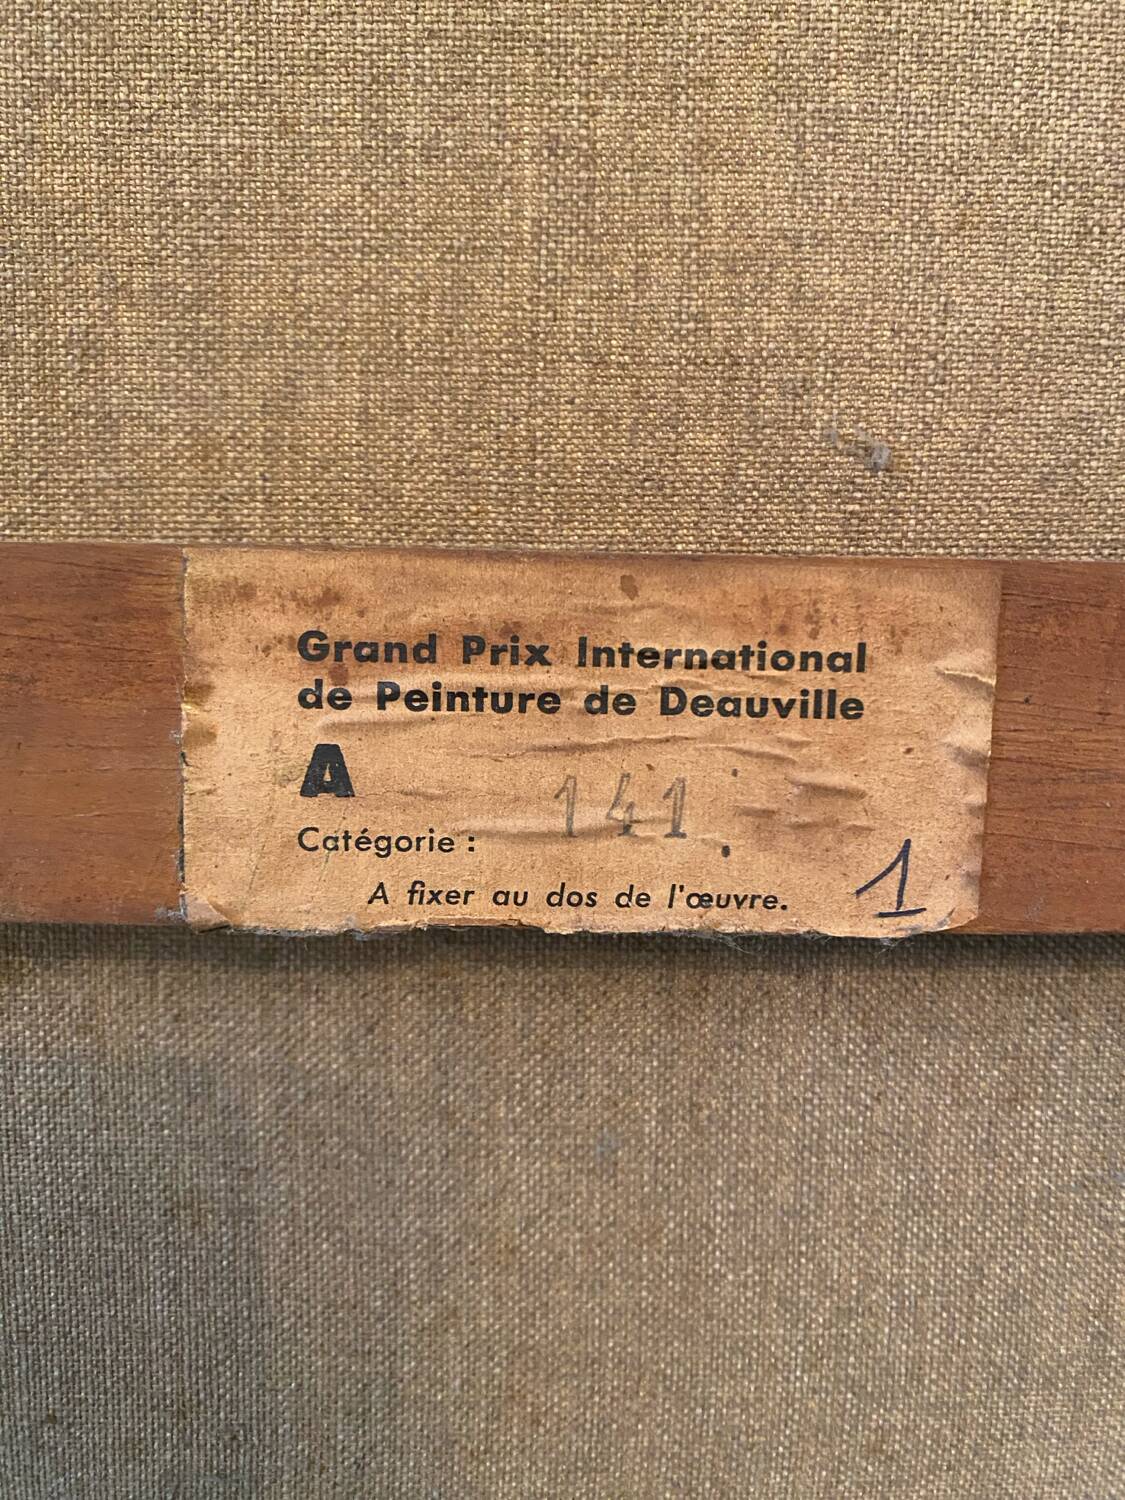 Grand Prix International
de Peinture de Deauville
A
141
Catégorie :
A fixer au dos de l'œuvre.
1